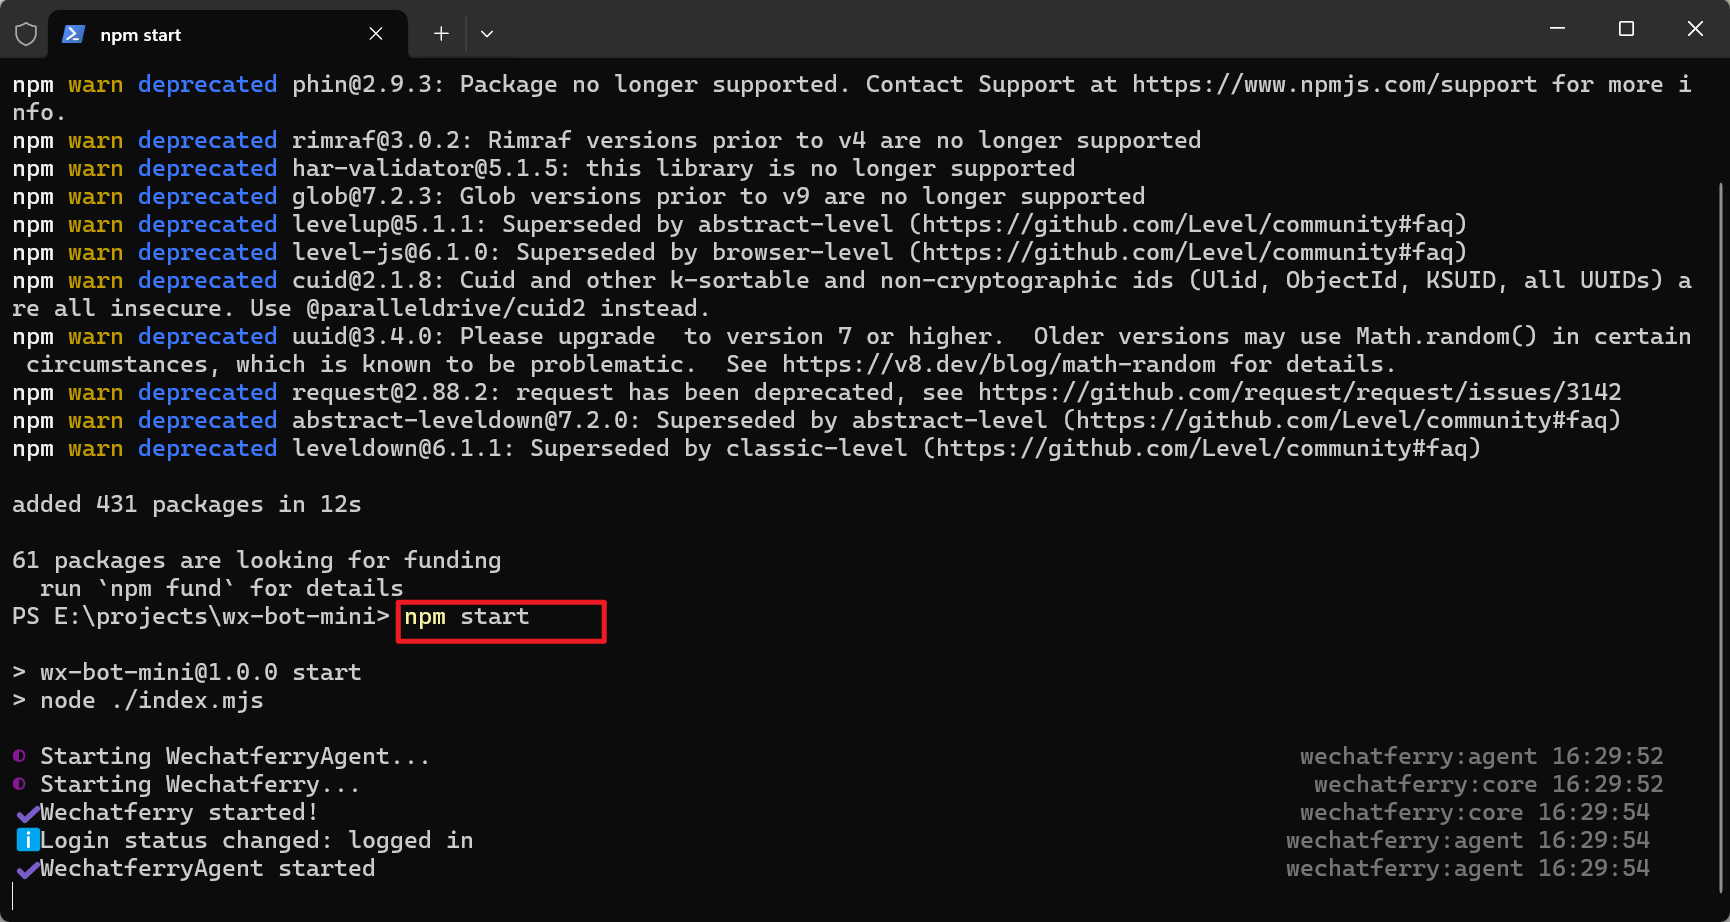 npm start
npm warn deprecated phin@2.9.3: Package no longer supported. Contact Support at https://www.npmjs.com/support for more i
nfo.
npm warn deprecated rimraf@3.0.2: Rimraf versions prior to v4 are no longer supported
npm warn deprecated har-validator@5.1.5: this library is no longer supported
npm warn deprecated glob@7.2.3: Glob versions prior to v9 are no longer supported
npm warn deprecated levelup@5.1.1: Superseded by abstract-level (https://github.com/Level/community#faq)
npm warn deprecated level-js@6.1.0: Superseded by browser-level (https://github.com/Level/community#faq)
npm warn deprecated cuid@2.1.8: Cuid and other k-sortable and non-cryptographic ids (Ulid, ObjectId, KSUID, all UUIDs) a
re all insecure. Use @paralleldrive/cuid2 instead.
npm warn deprecated uuid@3.4.0: Please upgrade  to version 7 or higher.  Older versions may use Math.random() in certain
 circumstances, which is known to be problematic.  See https://v8.dev/blog/math-random for details.
npm warn deprecated request@2.88.2: request has been deprecated, see https://github.com/request/request/issues/3142
npm warn deprecated abstract-leveldown@7.2.0: Superseded by abstract-level (https://github.com/Level/community#faq)
npm warn deprecated leveldown@6.1.1: Superseded by classic-level (https://github.com/Level/community#faq)
added 431 packages in 12s
61 packages are looking for funding
  run `npm fund` for details
PS E:\projects\wx-bot-mini> npm start
> wx-bot-mini@1.0.0 start
> node ./index.mjs
◐ Starting WechatferryAgent... wechatferry:agent 16:29:52
◐ Starting Wechatferry... wechatferry:core 16:29:52
✔Wechatferry started! wechatferry:core 16:29:54
ℹLogin status changed: logged in wechatferry:agent 16:29:54
✔WechatferryAgent started wechatferry:agent 16:29:54